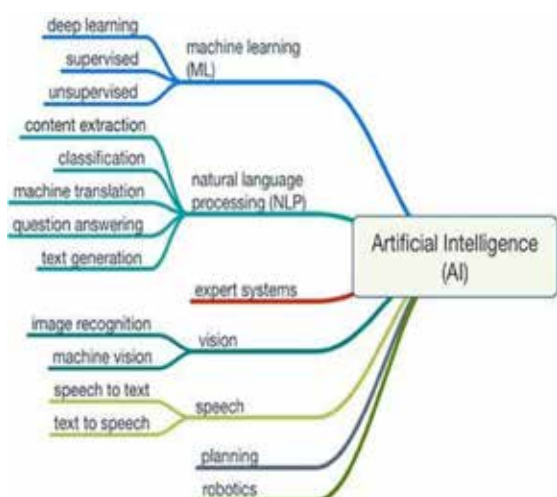 deep learning
supervised
unsupervised
machine learning
(ML)
content extraction
classification
machine translation
question answering
text generation
natural language
processing (NLP)
expert systems
image recognition
machine vision
vision
speech to text
text to speech
speech
planning
robotics
Artificial Intelligence
(AI)